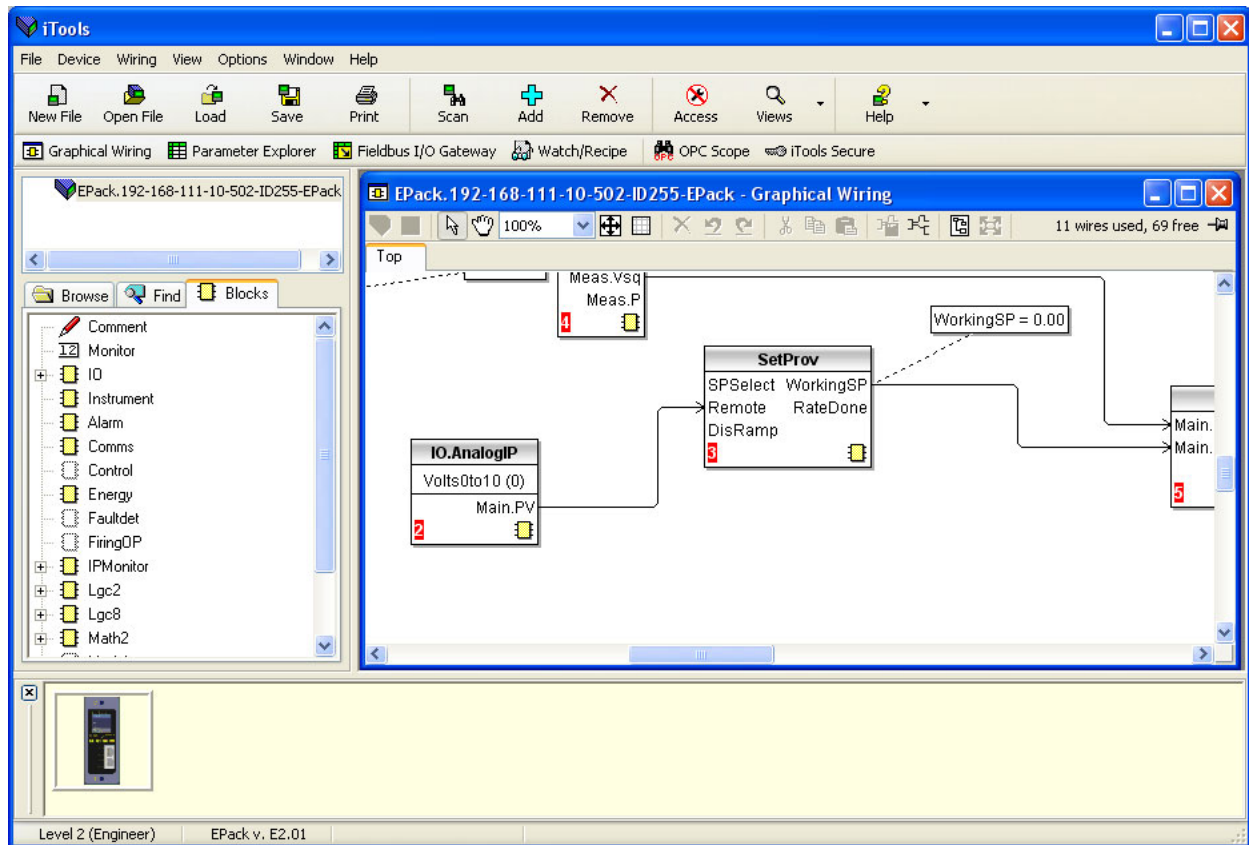 iTools
File Device Wiring View Options Window Help
New File Open File Load Save Print Scan Add Remove Access Views Help
Graphical Wiring Parameter Explorer Fieldbus I/O Gateway Watch/Recipe OPC Scope iTools Secure
EPack.192-168-111-10-502-ID255-EPack
Browse Find Blocks
Comment
12 Monitor
IO
Instrument
Alarm
Comms
Control
Energy
Faultdet
FiringOP
IPMonitor
Lgc2
Lgc8
Math2
EPack.192-168-111-10-502-ID255-EPack - Graphical Wiring
100% 11 wires used, 69 free
Top
Meas.Vsq
Meas.P
4
WorkingSP = 0.00
SetProv
SPSelect WorkingSP
Remote RateDone
DisRamp
3
IO.AnalogIP
Volts0to10 (0)
Main.PV
2
Main.
Main.
5
Level 2 (Engineer) EPack v. E2.01